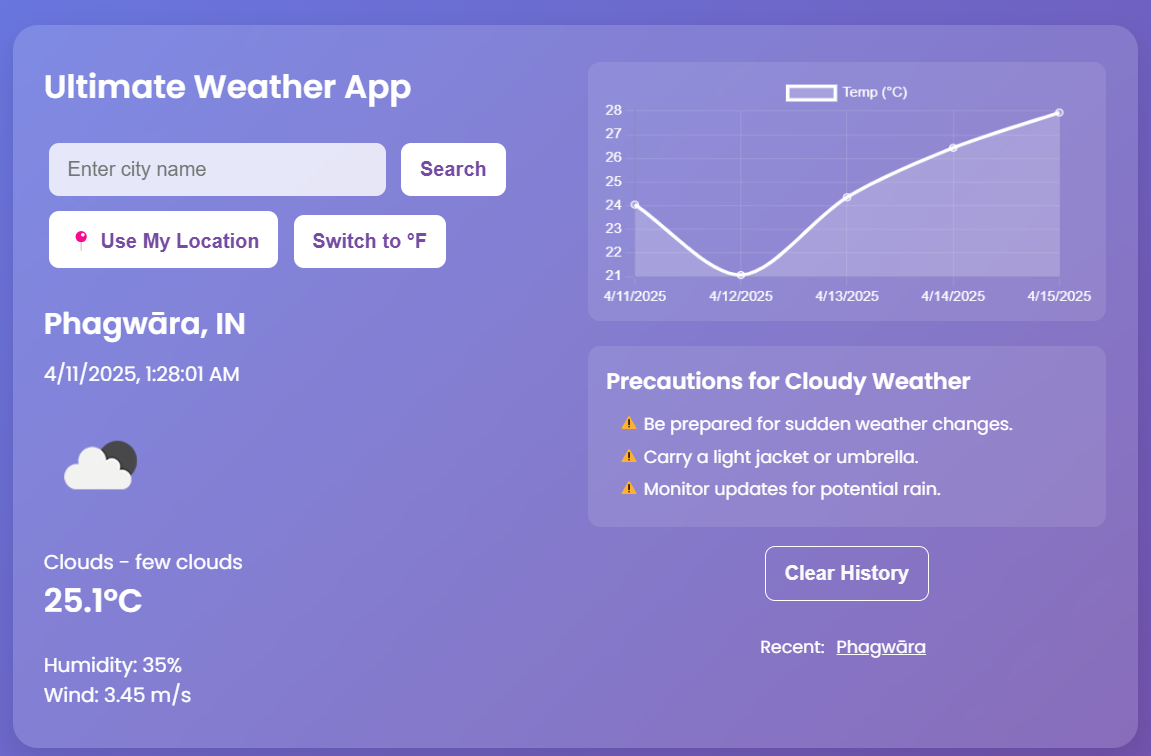 Ultimate Weather App
Enter city name
Search
Use My Location
Switch to °F
Phagwāra, IN
4/11/2025, 1:28:01 AM
Clouds - few clouds
25.1°C
Humidity: 35%
Wind: 3.45 m/s
Temp (°C)
28
27
26
25
24
23
22
21
4/11/2025 4/12/2025 4/13/2025 4/14/2025 4/15/2025
Precautions for Cloudy Weather
Be prepared for sudden weather changes.
Carry a light jacket or umbrella.
Monitor updates for potential rain.
Clear History
Recent: Phagwāra